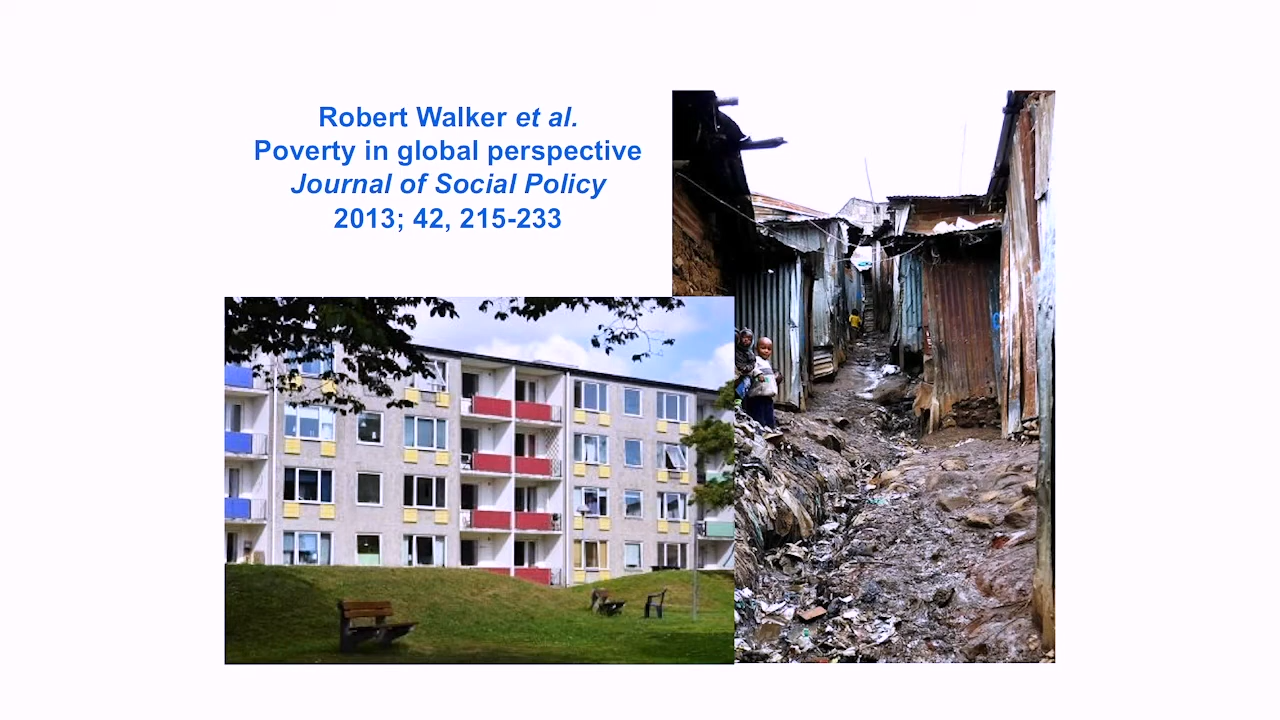 Robert Walker et al.
Poverty in global perspective
Journal of Social Policy
2013; 42, 215-233